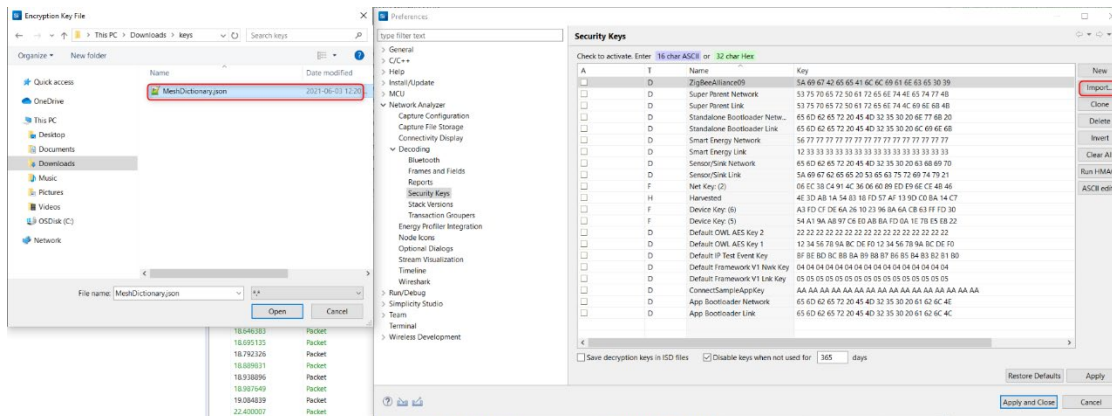 Encryption Key File
This PC > Downloads > keys
Search keys
Organize
New folder
Name
Date modified
Quick access
MeshDictionary.json
2021-06-03 12:20
OneDrive
This PC
Desktop
Documents
Downloads
Music
Pictures
Videos
OSDisk (C:)
Network
File name:
MeshDictionary.json
*.*
Open
Cancel
18.646383 Packet
18.695135 Packet
18.792326 Packet
18.889831 Packet
18.938896 Packet
18.987649 Packet
19.084839 Packet
22.400007 Packet
Preferences
type filter text
General
C/C++
Help
Install/Update
MCU
Network Analyzer
Capture Configuration
Capture File Storage
Connectivity Display
Decoding
Bluetooth
Frames and Fields
Reports
Security Keys
Stack Versions
Transaction Groupers
Energy Profiler Integration
Node Icons
Optional Dialogs
Stream Visualization
Timeline
Wireshark
Run/Debug
Simplicity Studio
Team
Terminal
Wireless Development
Security Keys
Check to activate. Enter 16 char ASCII or 32 char Hex
A T Name Key
D ZigBeeAlliance09 5A 69 67 42 65 65 41 6C 6C 69 61 6E 63 65 30 39
D Super Parent Network 53 75 70 65 72 50 61 72 65 6E 74 4E 65 74 77 4B
D Super Parent Link 53 75 70 65 72 50 61 72 65 6E 74 4C 69 6E 6B 4B
D Standalone Bootloader Netw... 65 6D 62 65 72 20 45 4D 32 35 30 20 6E 77 6B 20
D Standalone Bootloader Link 65 6D 62 65 72 20 45 4D 32 35 30 20 6C 69 6E 6B
D Smart Energy Network 56 77 77 77 77 77 77 77 77 77 77 77 77 77 77 77
D Smart Energy Link 12 33 33 33 33 33 33 33 33 33 33 33 33 33 33 33
D Sensor/Sink Network 65 6D 62 65 72 20 45 4D 32 35 30 20 63 68 69 70
D Sensor/Sink Link 5A 69 67 62 65 65 20 53 65 63 75 72 69 74 79 21
F Net Key: (2) 06 EC 38 C4 91 4C 36 06 60 89 ED E9 6E CE 4B 46
H Harvested 4E 3D AB 1A 54 83 18 FD 57 AF 13 9D C0 BA 14 C7
F Device Key: (6) A3 FD CF DE 6A 26 10 23 96 8A 6A CB 63 FF FD 30
F Device Key: (5) 54 A1 9A A8 97 C6 E0 AB BA FD 0A 1E 7B E5 EB 22
D Default OWL AES Key 2 22 22 22 22 22 22 22 22 22 22 22 22 22 22 22 22
D Default OWL AES Key 1 12 34 56 78 9A BC DE F0 12 34 56 78 9A BC DE F0
D Default IP Test Event Key BF BE BD BC BB BA B9 B8 B7 B6 B5 B4 B3 B2 B1 B0
D Default Framework V1 Nwk Key 04 04 04 04 04 04 04 04 04 04 04 04 04 04 04 04
D Default Framework V1 Lnk Key 05 05 05 05 05 05 05 05 05 05 05 05 05 05 05 05
D ConnectSampleAppKey AA AA AA AA AA AA AA AA AA AA AA AA AA AA AA AA
D App Bootloader Network 65 6D 62 65 72 20 45 4D 32 35 30 20 61 62 6C 4E
D App Bootloader Link 65 6D 62 65 72 20 45 4D 32 35 30 20 61 62 6C 4C
New
Import...
Clone
Delete
Invert
Clear All
Run HMAC
ASCII edit
Save decryption keys in ISD files
Disable keys when not used for 365 days
Restore Defaults
Apply
Apply and Close
Cancel